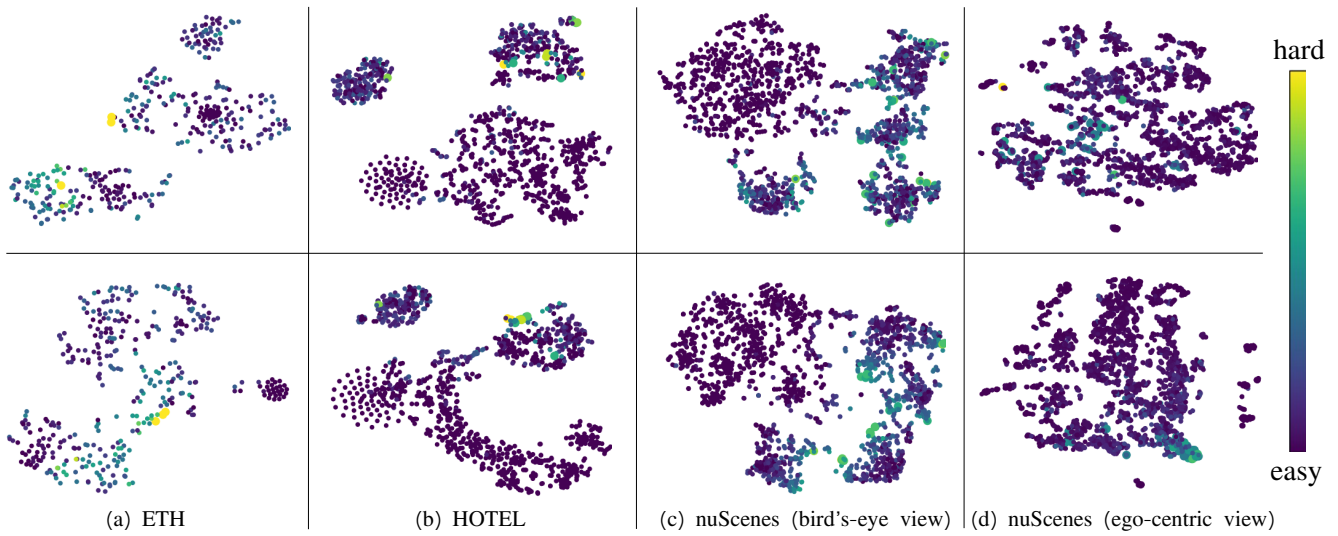 hard
easy
(a) ETH
(b) HOTEL
(c) nuScenes (bird's-eye view)
(d) nuScenes (ego-centric view)